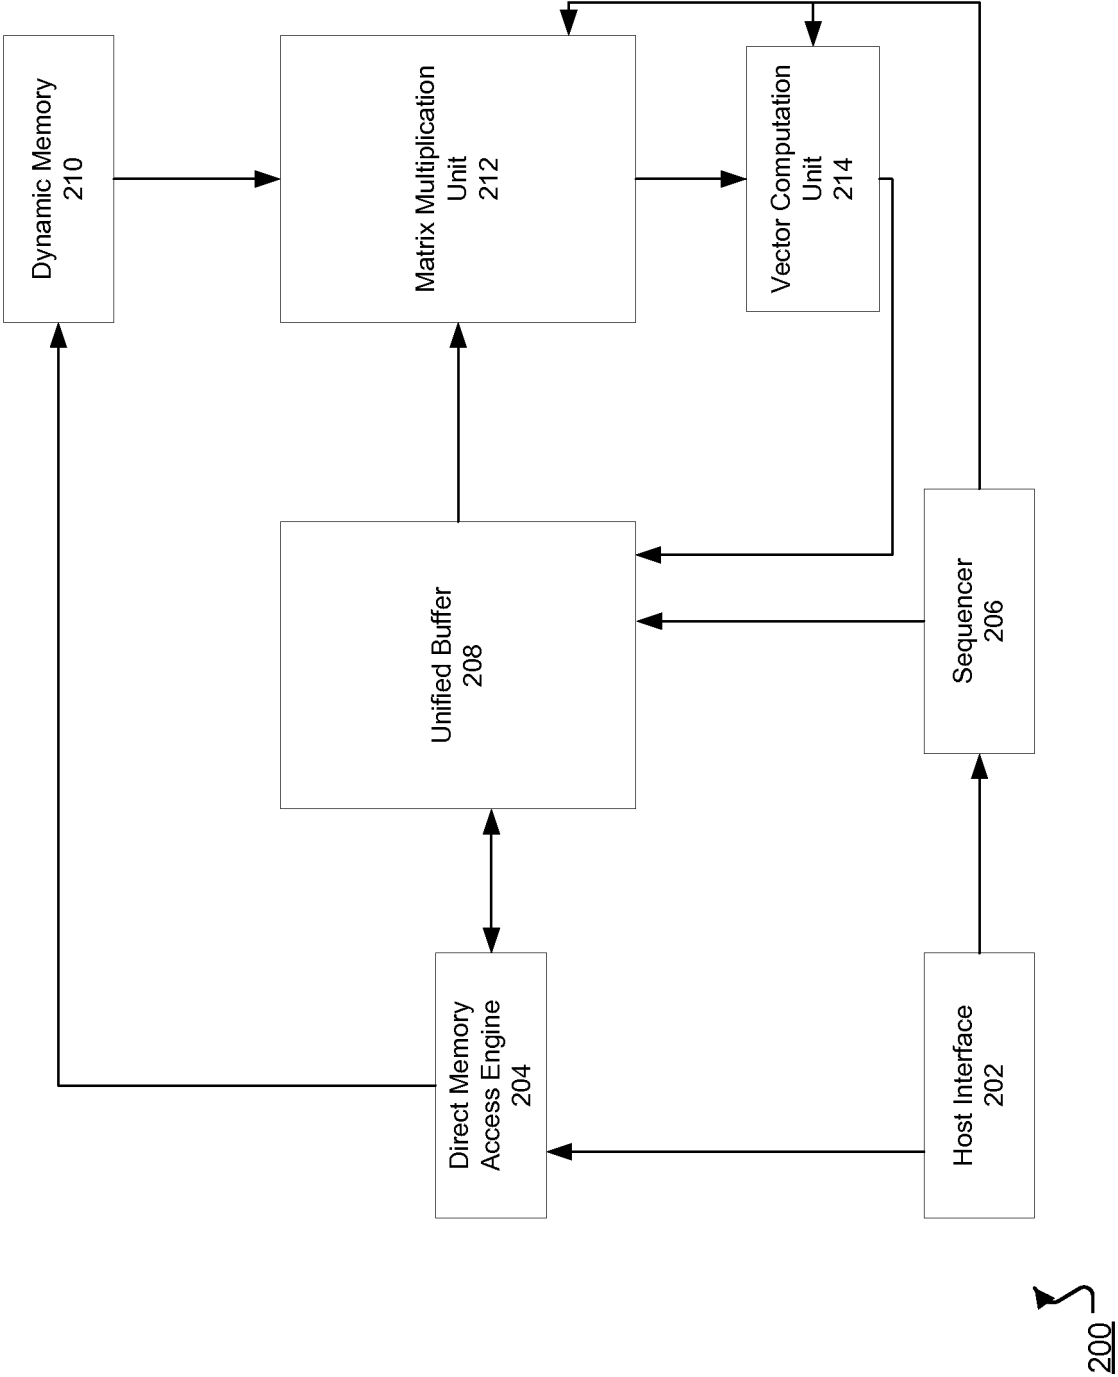 Dynamic Memory
210
Matrix Multiplication
Unit
212
Vector Computation
Unit
214
Unified Buffer
208
Sequencer
206
Direct Memory
Access Engine
204
Host Interface
202
200